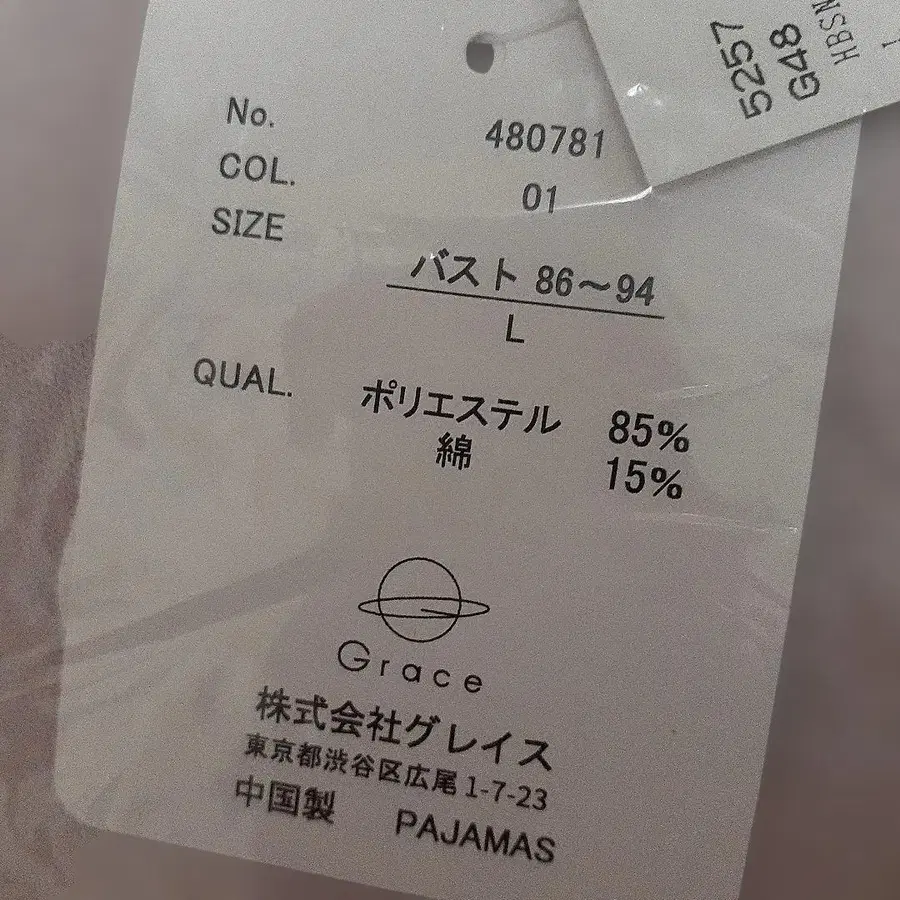 No. 480781
COL. 01
SIZE バスト 86～94
L
QUAL. ポリエステル 85%
綿 15%
Grace
株式会社グレイス
東京都渋谷区広尾1-7-23
中国製 PAJAMAS
5257
G48
HBSN